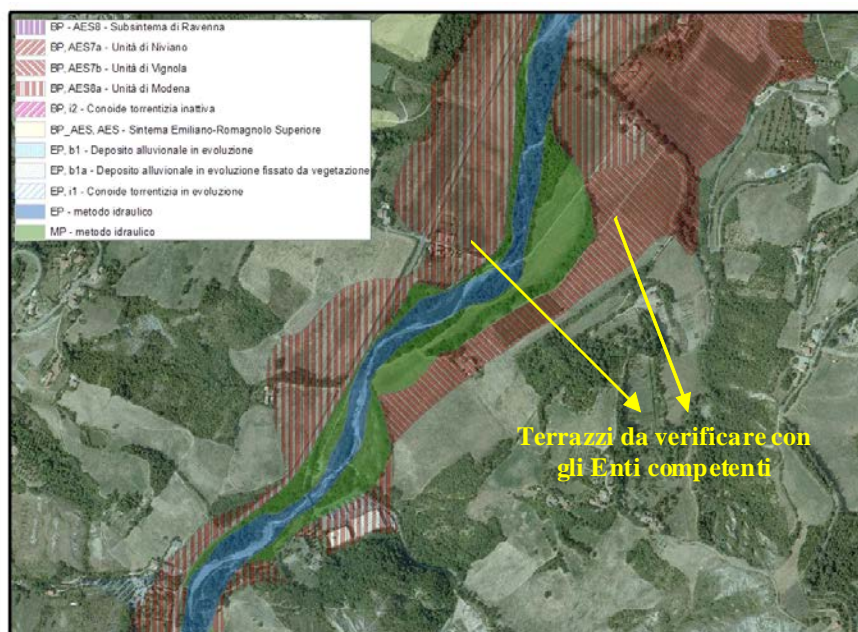 BP - AES8 - Subsintema di Ravenna
BP, AES7a - Unità di Niviano
BP, AES7b - Unità di Vignola
BP, AES8a - Unità di Modena
BP, i2 - Conoide torrentizia inattiva
BP_AES, AES - Sintema Emiliano-Romagnolo Superiore
EP, b1 - Deposito alluvionale in evoluzione
EP, b1a - Deposito alluvionale in evoluzione fissato da vegetazione
EP, i1 - Conoide torrentizia in evoluzione
EP - metodo idraulico
MP - metodo idraulico
Terrazzi da verificare con
gli Enti competenti